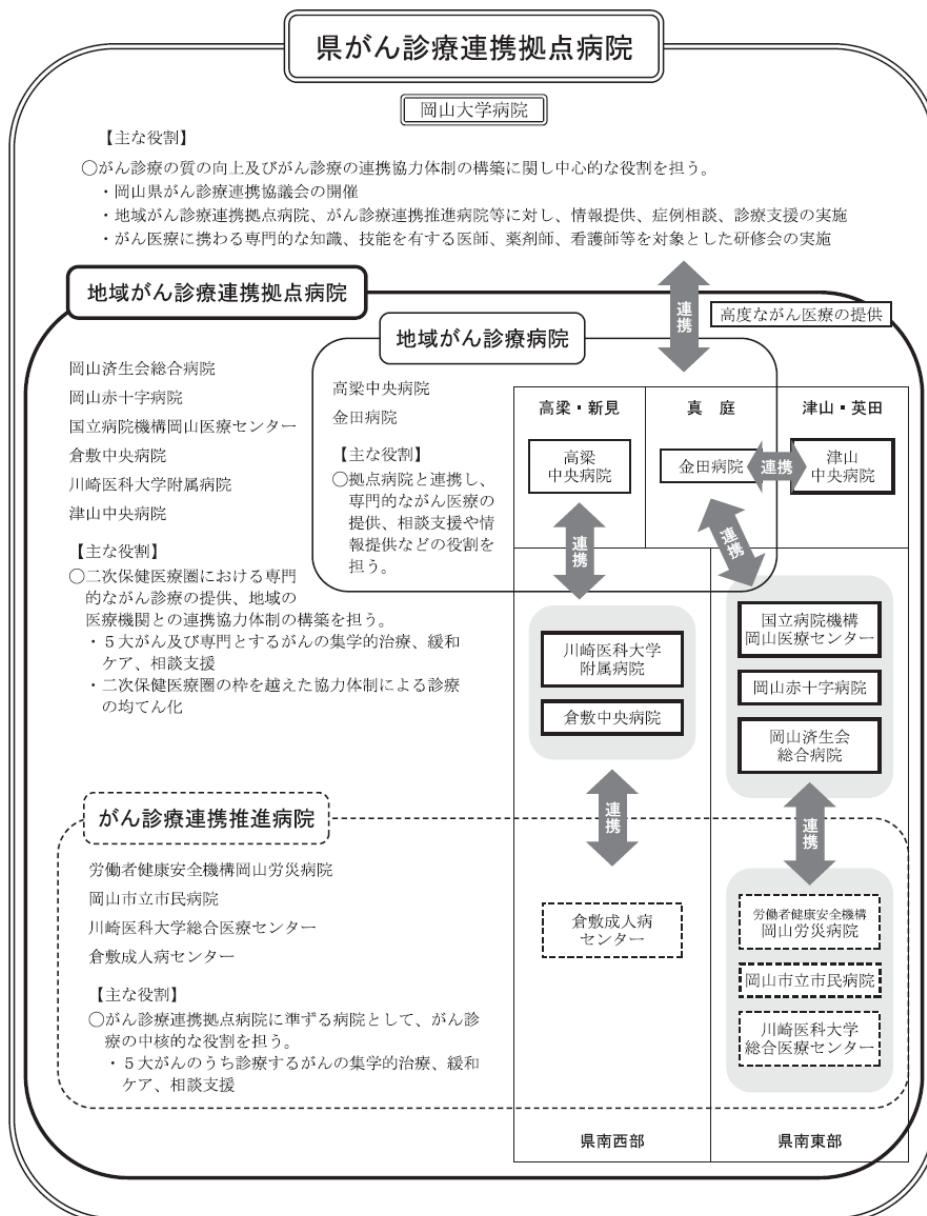 県がん診療連携拠点病院
岡山大学病院
【主な役割】
○がん診療の質の向上及びがん診療の連携協力体制の構築に関し中心的な役割を担う。
・岡山県がん診療連携協議会の開催
・地域がん診療連携拠点病院、がん診療連携推進病院等に対し、情報提供、症例相談、診療支援の実施
・がん医療に携わる専門的な知識、技能を有する医師、薬剤師、看護師等を対象とした研修会の実施
連携
高度ながん医療の提供
地域がん診療連携拠点病院
岡山済生会総合病院
岡山赤十字病院
国立病院機構岡山医療センター
倉敷中央病院
川崎医科大学附属病院
津山中央病院
【主な役割】
○二次保健医療圏における専門
的ながん診療の提供、地域の
医療機関との連携協力体制の構築を担う。
・５大がん及び専門とするがんの集学的治療、緩和
ケア、相談支援
・二次保健医療圏の枠を越えた協力体制による診療
の均てん化
地域がん診療病院
高梁中央病院
金田病院
【主な役割】
○拠点病院と連携し、
専門的ながん医療の
提供、相談支援や情
報提供などの役割を
担う。
高梁・新見
真　庭
津山・英田
高梁
中央病院
金田病院
連携
津山
中央病院
連携
連携
川崎医科大学
附属病院
倉敷中央病院
国立病院機構
岡山医療センター
岡山赤十字病院
岡山済生会
総合病院
連携
連携
がん診療連携推進病院
労働者健康安全機構岡山労災病院
岡山市立市民病院
川崎医科大学総合医療センター
倉敷成人病センター
【主な役割】
○がん診療連携拠点病院に準ずる病院として、がん診
療の中核的な役割を担う。
・５大がんのうち診療するがんの集学的治療、緩和
ケア、相談支援
倉敷成人病
センター
労働者健康安全機構
岡山労災病院
岡山市立市民病院
川崎医科大学
総合医療センター
県南西部
県南東部